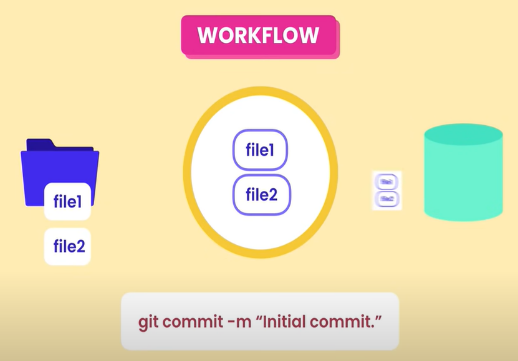 WORKFLOW
file1
file2
file1
file2
git commit -m “Initial commit.”